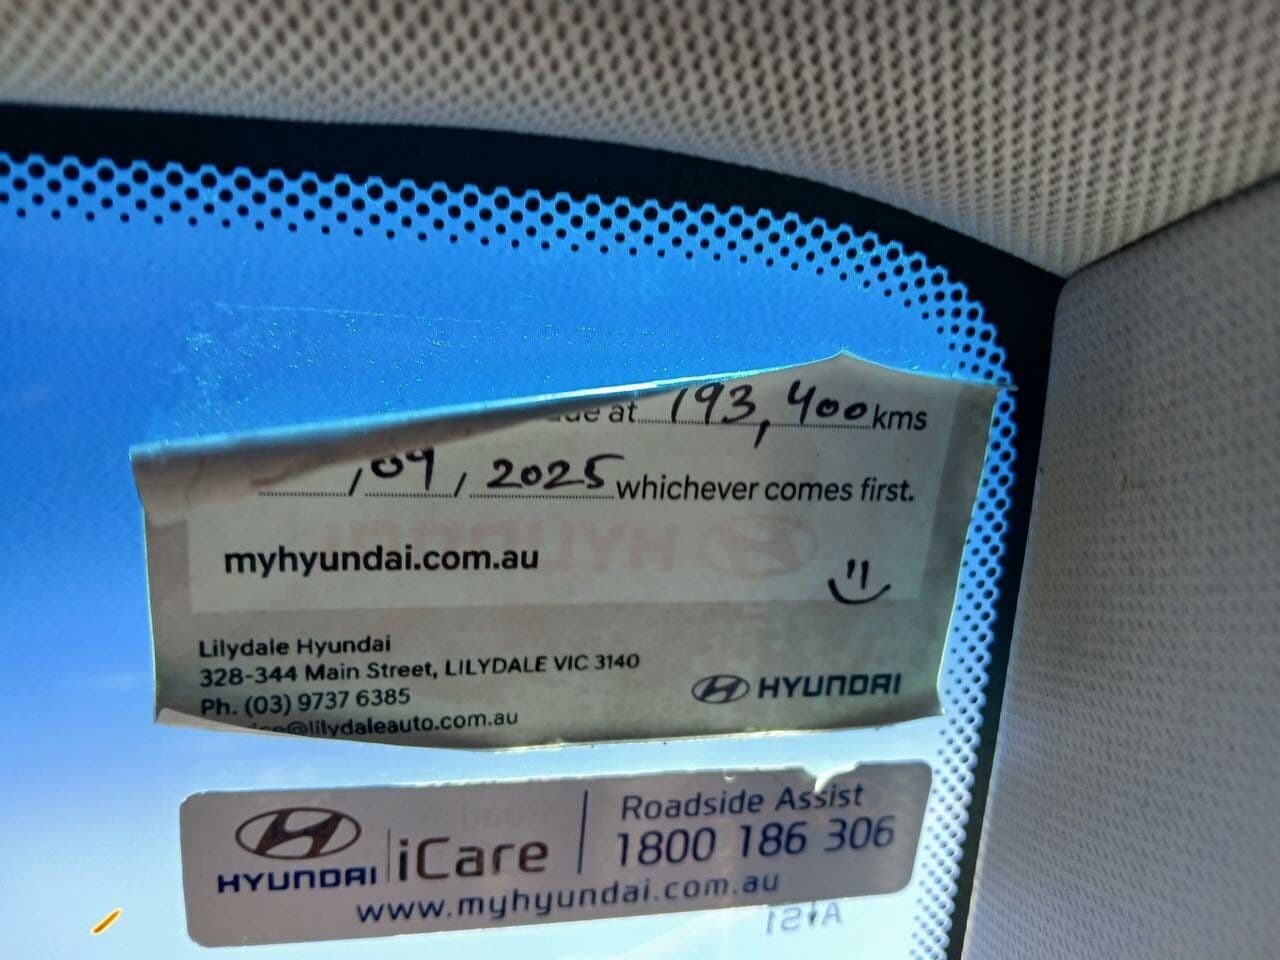 at 193,400 kms
/09/2025 whichever comes first.
myhyundai.com.au
Lilydale Hyundai
328-344 Main Street, LILYDALE VIC 3140
Ph. (03) 9737 6385
@lilydaleauto.com.au
HYUNDAI
HYUNDAI
iCare
Roadside Assist
1800 186 306
www.myhyundai.com.au